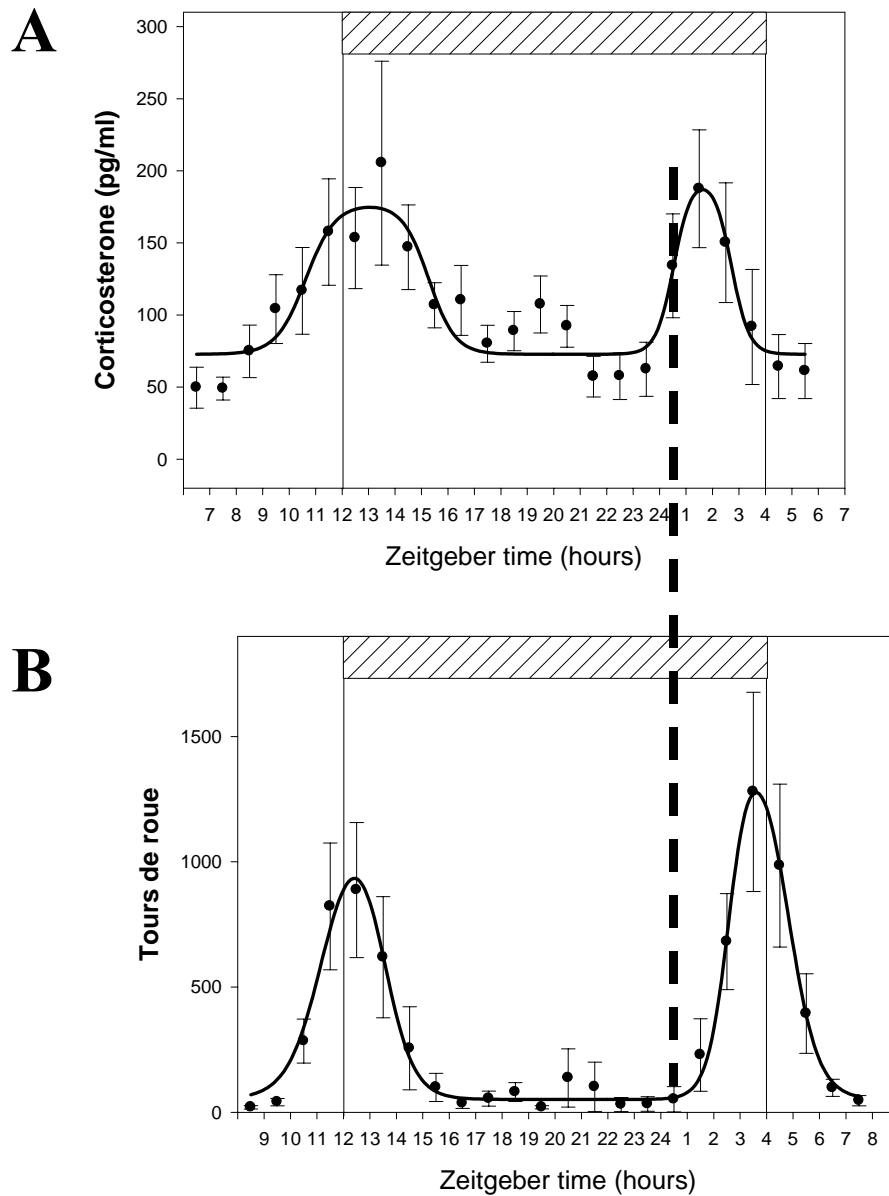 A
300
250
200
150
100
50
0
Corticosterone (pg/ml)
7 8 9 10 11 12 13 14 15 16 17 18 19 20 21 22 23 24 1 2 3 4 5 6 7
Zeitgeber time (hours)
B
1500
1000
500
0
Tours de roue
9 10 11 12 13 14 15 16 17 18 19 20 21 22 23 24 1 2 3 4 5 6 7 8
Zeitgeber time (hours)